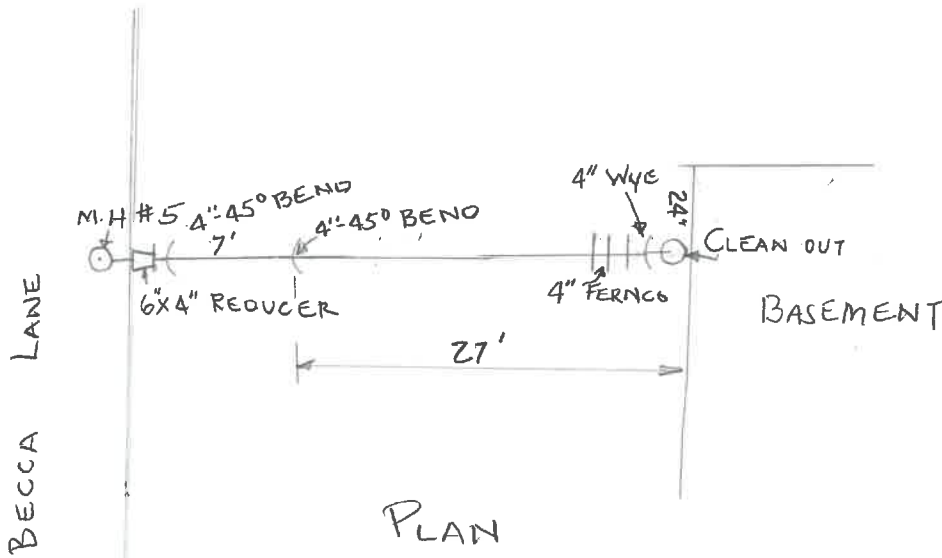 4" WYE
24"
M.H #5
4"-45° BEND
4"-45° BEND
7'
CLEAN OUT
6"X4" REDUCER
4" FERNCO
BASEMENT
27'
BECCA LANE
PLAN